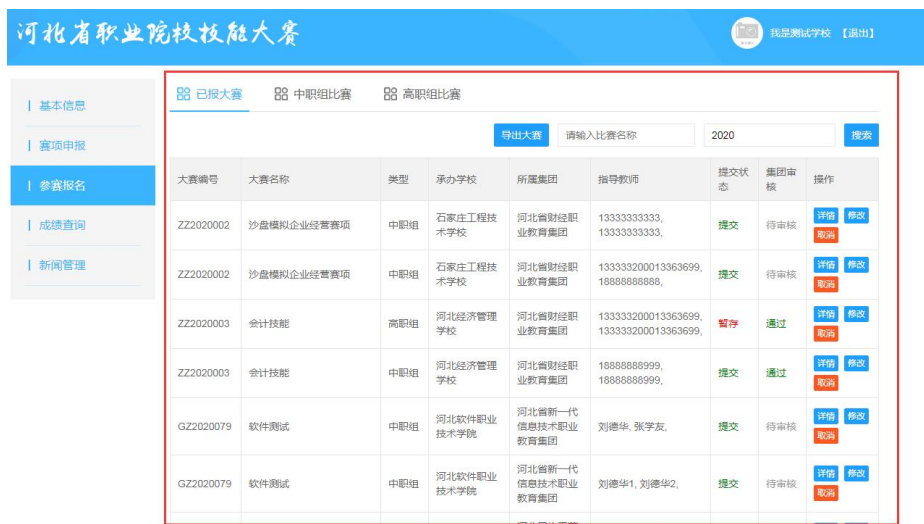 河北省职业院校技能大赛
我是测试学校 【退出】
基本信息
赛项申报
参赛报名
成绩查询
新闻管理
已报大赛 中职组比赛 高职组比赛
导出大赛 请输入比赛名称 2020 搜索
大赛编号 大赛名称 类型 承办学校 所属集团 指导教师 提交状态 集团审核 操作
ZZ2020002 沙盘模拟企业经营赛项 中职组 石家庄工程技术学校 河北省财经职业教育集团 13333333333, 13333333333, 提交 待审核 详情 修改 取消
ZZ2020002 沙盘模拟企业经营赛项 中职组 石家庄工程技术学校 河北省财经职业教育集团 133333200013363699, 18888888888, 提交 待审核 详情 修改 取消
ZZ2020003 会计技能 高职组 河北经济管理学校 河北省财经职业教育集团 133333200013363699, 133333200013363699, 暂存 通过 详情 修改 取消
ZZ2020003 会计技能 中职组 河北经济管理学校 河北省财经职业教育集团 18888888999, 18888888999, 提交 通过 详情 修改 取消
GZ2020079 软件测试 中职组 河北软件职业技术学院 河北省新一代信息技术职业教育集团 刘德华, 张学友, 提交 待审核 详情 修改 取消
GZ2020079 软件测试 中职组 河北软件职业技术学院 河北省新一代信息技术职业教育集团 刘德华1, 刘德华2, 提交 待审核 详情 修改 取消